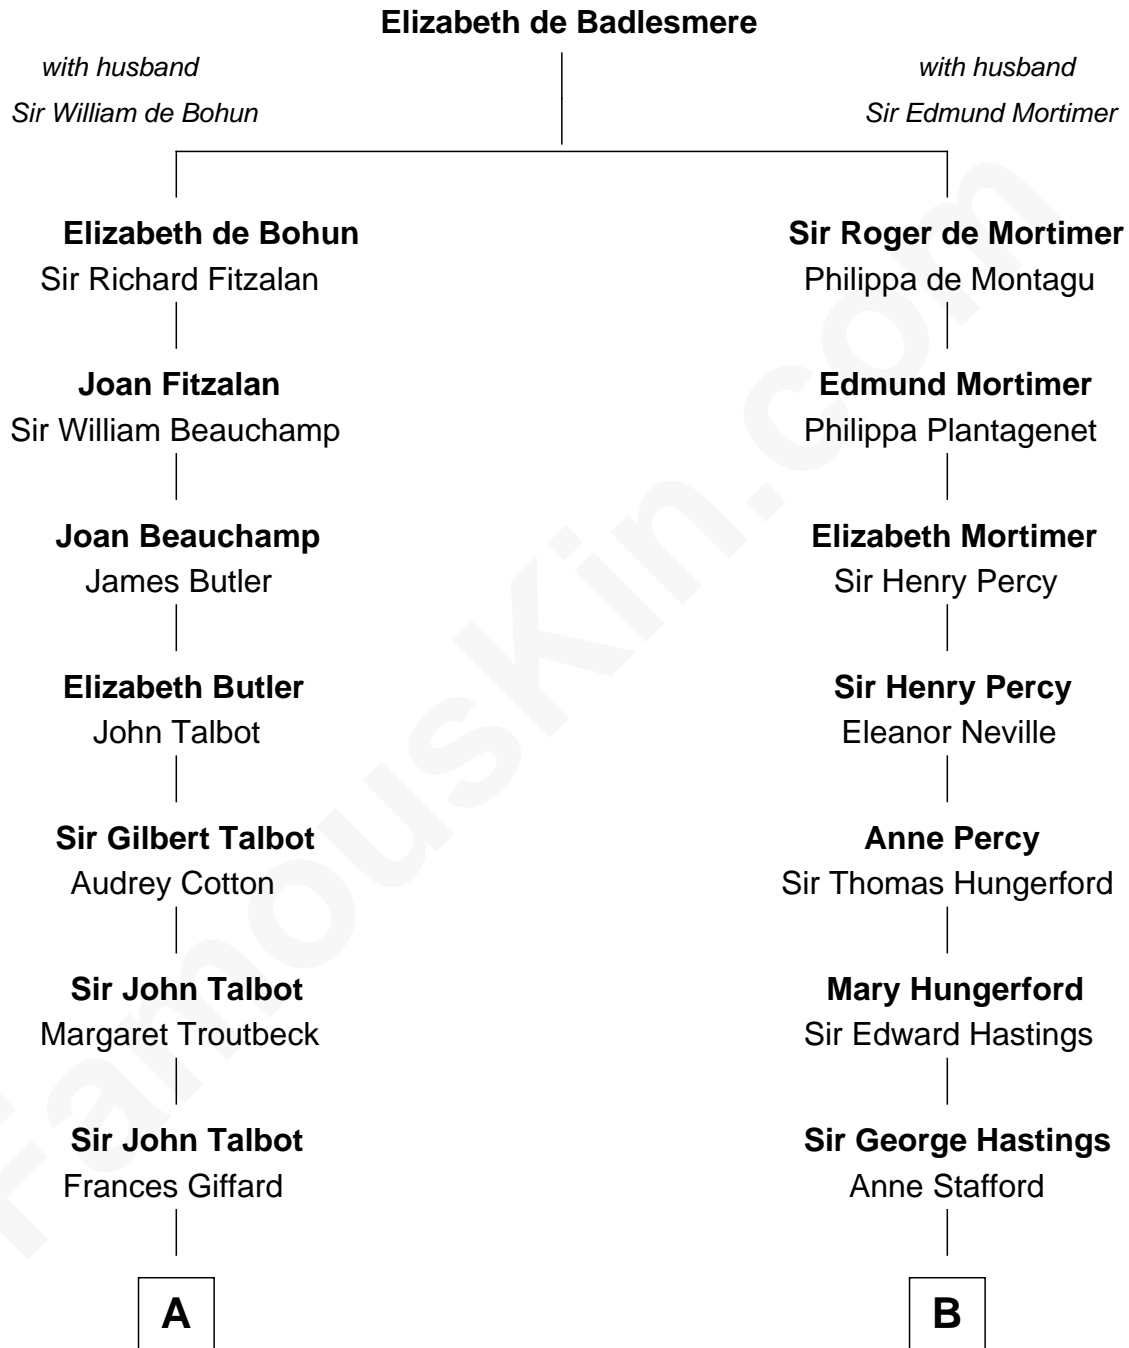 Elizabeth de Badlesmere
with husband
Sir William de Bohun
with husband
Sir Edmund Mortimer
Elizabeth de Bohun
Sir Richard Fitzalan
Sir Roger de Mortimer
Philippa de Montagu
Joan Fitzalan
Sir William Beauchamp
Edmund Mortimer
Philippa Plantagenet
Joan Beauchamp
James Butler
Elizabeth Mortimer
Sir Henry Percy
Elizabeth Butler
John Talbot
Sir Henry Percy
Eleanor Neville
Sir Gilbert Talbot
Audrey Cotton
Anne Percy
Sir Thomas Hungerford
Sir John Talbot
Margaret Troutbeck
Mary Hungerford
Sir Edward Hastings
Sir John Talbot
Frances Giffard
Sir George Hastings
Anne Stafford
A
B
FamousKin.com